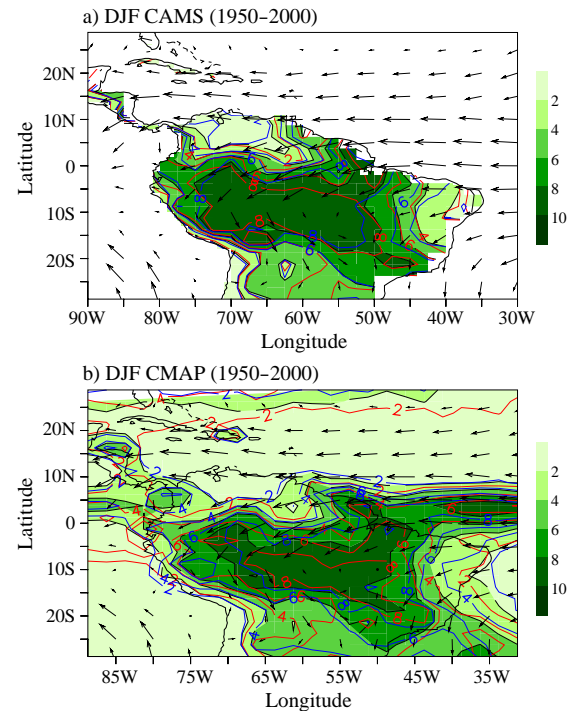 a) DJF CAMS (1950−2000)
20N
10N
0
10S
20S
Latitude
90W 80W 70W 60W 50W 40W 30W
Longitude
2
4
6
8
10
b) DJF CMAP (1950−2000)
20N
10N
0
10S
20S
Latitude
85W 75W 65W 55W 45W 35W
Longitude
2
4
6
8
10